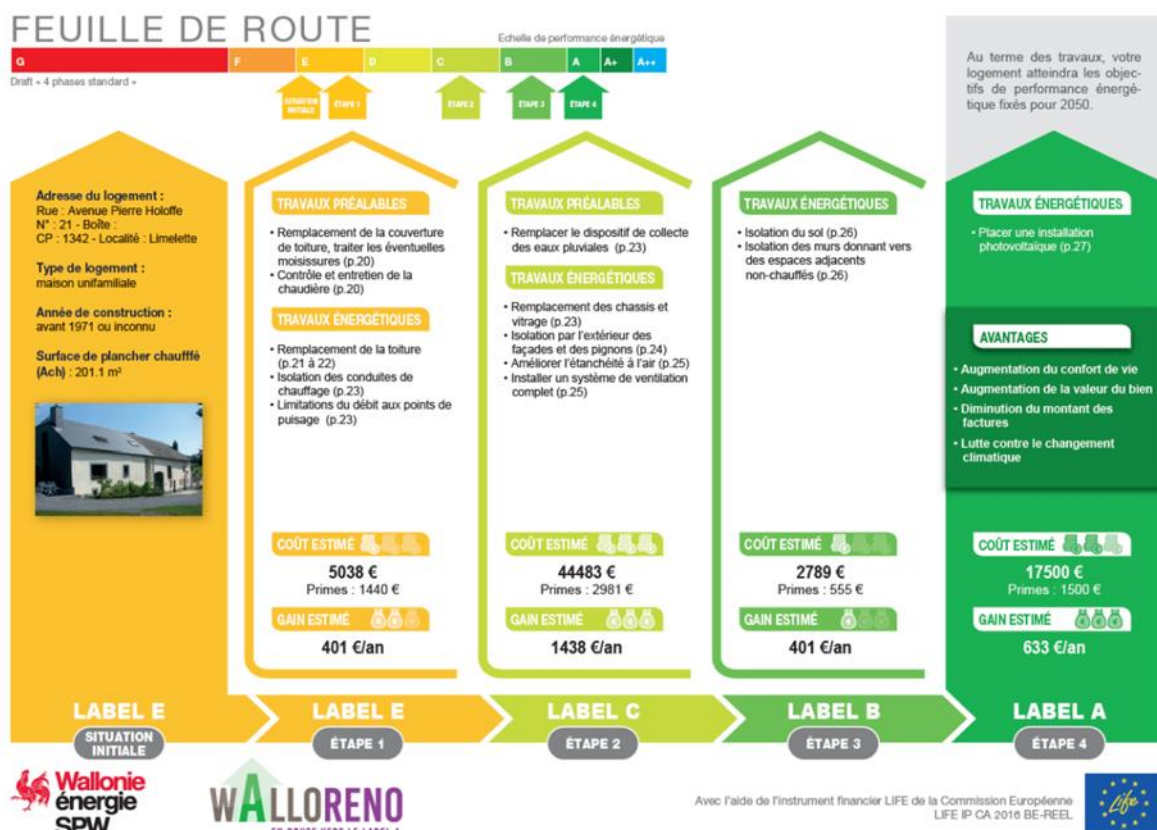 FEUILLE DE ROUTE
Echelle de performance énergétique
G F E D C B A A+ A++
Draft « 4 phases standard »
SITUATION
INITIALE
ÉTAPE 1
ÉTAPE 2
ÉTAPE 3
ÉTAPE 4
Au terme des travaux, votre
logement atteindra les objec-
tifs de performance énergé-
tique fixés pour 2050.
Adresse du logement :
Rue : Avenue Pierre Holoffe
N° : 21 - Boîte :
CP : 1342 - Localité : Limelette
Type de logement :
maison unifamiliale
Année de construction :
avant 1971 ou inconnu
Surface de plancher chaufffé
(Ach) : 201.1 m²
LABEL E
SITUATION
INITIALE
TRAVAUX PRÉALABLES
• Remplacement de la couverture
de toiture, traiter les éventuelles
moisissures (p.20)
• Contrôle et entretien de la
chaudière (p.20)
TRAVAUX ÉNERGÉTIQUES
• Remplacement de la toiture
(p.21 à 22)
• Isolation des conduites de
chauffage (p.23)
• Limitations du débit aux points de
puisage (p.23)
COÛT ESTIMÉ
5038 €
Primes : 1440 €
GAIN ESTIMÉ
401 €/an
LABEL E
ÉTAPE 1
TRAVAUX PRÉALABLES
• Remplacer le dispositif de collecte
des eaux pluviales (p.23)
TRAVAUX ÉNERGÉTIQUES
• Remplacement des chassis et
vitrage (p.23)
• Isolation par l'extérieur des
façades et des pignons (p.24)
• Améliorer l'étanchéité à l'air (p.25)
• Installer un système de ventilation
complet (p.25)
COÛT ESTIMÉ
44483 €
Primes : 2981 €
GAIN ESTIMÉ
1438 €/an
LABEL C
ÉTAPE 2
TRAVAUX ÉNERGÉTIQUES
• Isolation du sol (p.26)
• Isolation des murs donnant vers
des espaces adjacents
non-chauffés (p.26)
COÛT ESTIMÉ
2789 €
Primes : 555 €
GAIN ESTIMÉ
401 €/an
LABEL B
ÉTAPE 3
TRAVAUX ÉNERGÉTIQUES
• Placer une installation
photovoltaïque (p.27)
AVANTAGES
• Augmentation du confort de vie
• Augmentation de la valeur du bien
• Diminution du montant des
factures
• Lutte contre le changement
climatique
COÛT ESTIMÉ
17500 €
Primes : 1500 €
GAIN ESTIMÉ
633 €/an
LABEL A
ÉTAPE 4
Wallonie
énergie
SPW
WALLORENO
EN ROUTE VERS LE LABEL A
Avec l'aide de l'instrument financier LIFE de la Commission Européenne
LIFE IP CA 2016 BE-REEL
Life